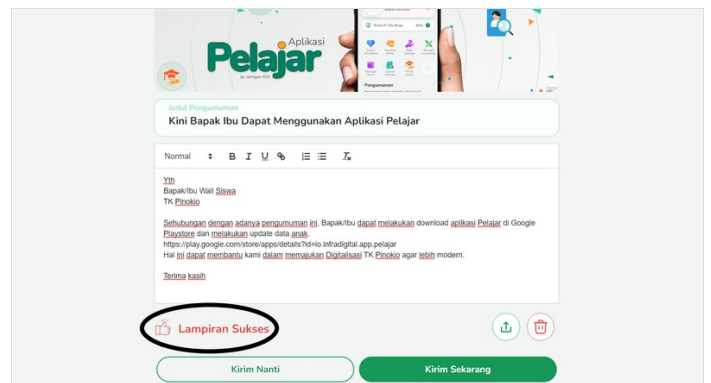 Aplikasi
Pelajar
by Jaringan IDN
Pengumuman
Judul Pengumuman
Kini Bapak Ibu Dapat Menggunakan Aplikasi Pelajar
Normal B I U
Yth
Bapak/Ibu Wali Siswa
TK Pinokio
Sehubungan dengan adanya pengumuman ini, Bapak/Ibu dapat melakukan download aplikasi Pelajar di Google
Playstore dan melakukan update data anak.
https://play.google.com/store/apps/details?id=io.infradigital.app.pelajar
Hal ini dapat membantu kami dalam memajukan Digitalisasi TK Pinokio agar lebih modern.
Terima kasih
Lampiran Sukses
Kirim Nanti
Kirim Sekarang